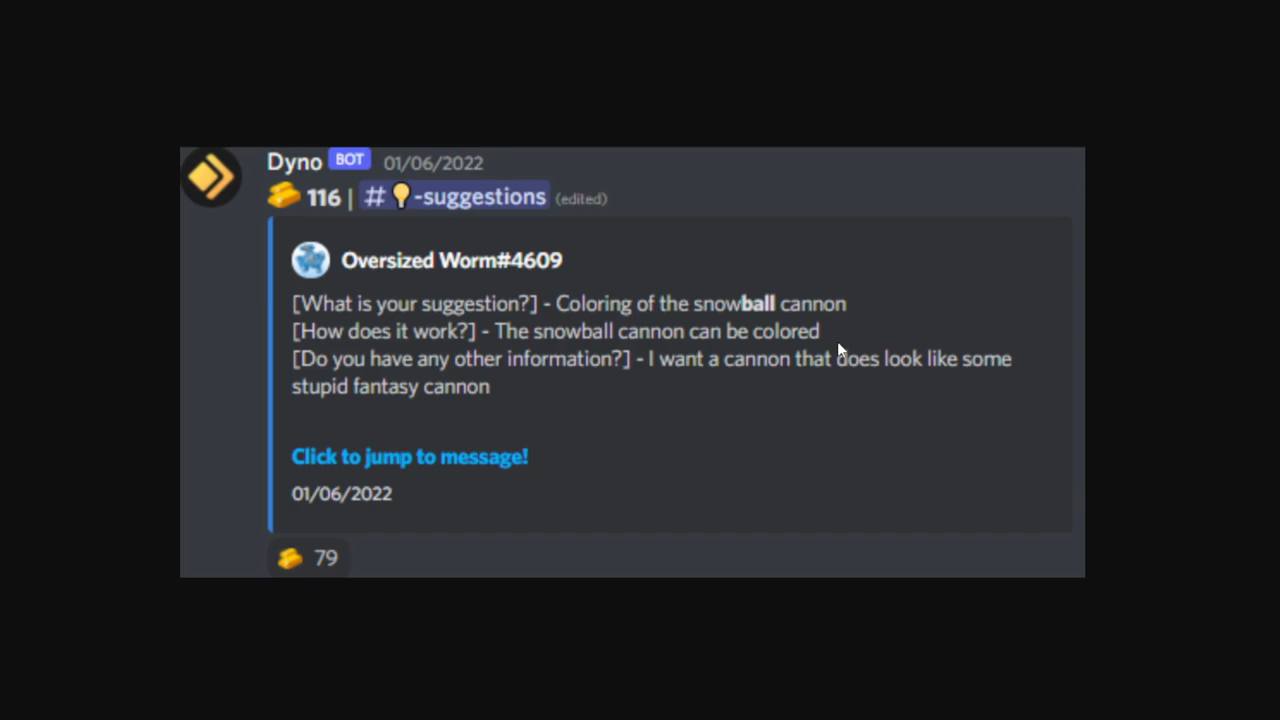 Dyno BOT 01/06/2022
116 | #💡-suggestions (edited)
Oversized Worm#4609
[What is your suggestion?] - Coloring of the snowball cannon
[How does it work?] - The snowball cannon can be colored
[Do you have any other information?] - I want a cannon that does look like some
stupid fantasy cannon
Click to jump to message!
01/06/2022
79